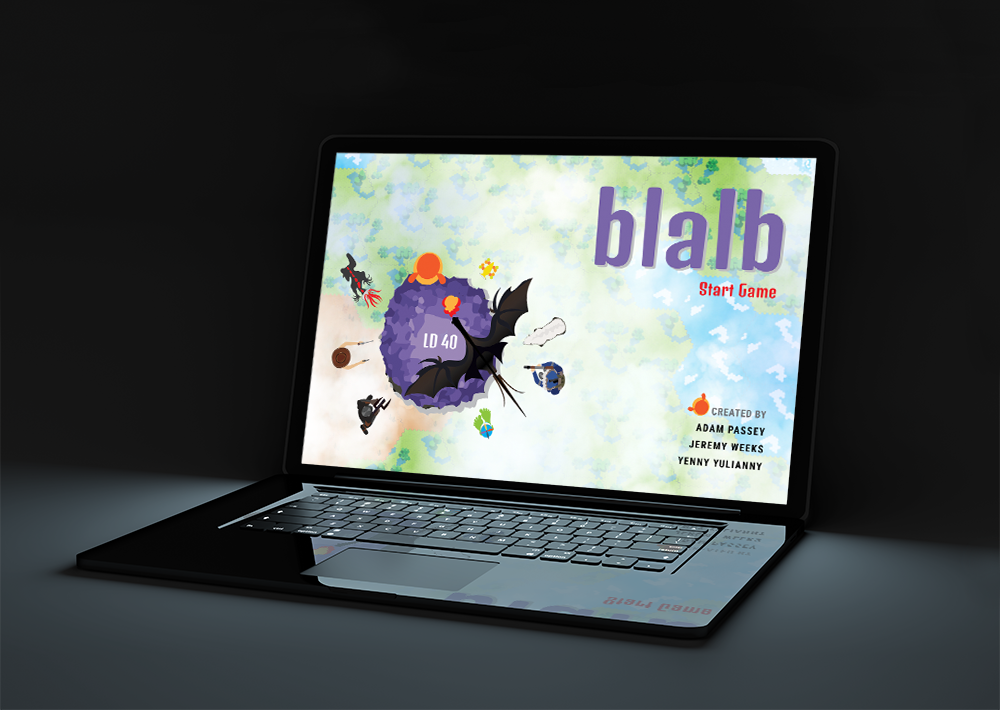 blalb
Start Game
LD 40
CREATED BY
ADAM PASSEY
JEREMY WEEKS
YENNY YULIANNY